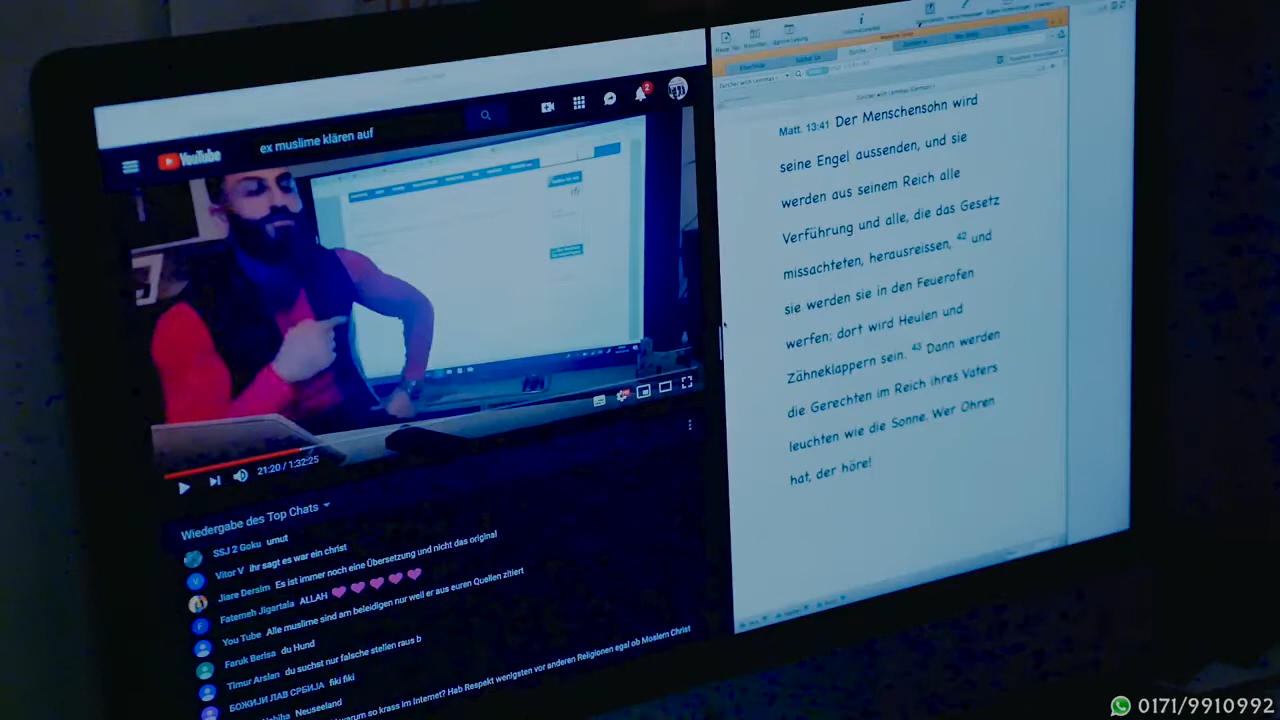 YouTube
ex muslime klären auf
2
21:20 / 1:32:25
Wiedergabe des Top Chats
SSJ 2 Goku umut
Vitor V ihr sagt es war ein christ
Jiare Dersim Es ist immer noch eine Übersetzung und nicht das original
Fatemeh Jigartala ALLAH 💜💜💜💜💜
You Tube Alle muslime sind am beleidigen nur weil er aus euren Quellen zitiert
Faruk Berisa du Hund
Timur Arslan du suchst nur falsche stellen raus b
БОЖИЈИ ЛАВ СРБИЈА fiki fiki
Neuseeland
warum so krass im Internet? Hab Respekt wenigsten vor anderen Religionen egal ob Moslem Christ
Matt. 13:41 Der Menschensohn wird
seine Engel aussenden, und sie
werden aus seinem Reich alle
Verführung und alle, die das Gesetz
missachteten, herausreissen, 42 und
sie werden sie in den Feuerofen
werfen; dort wird Heulen und
Zähneklappern sein. 43 Dann werden
die Gerechten im Reich ihres Vaters
leuchten wie die Sonne. Wer Ohren
hat, der höre!
0171/9910992